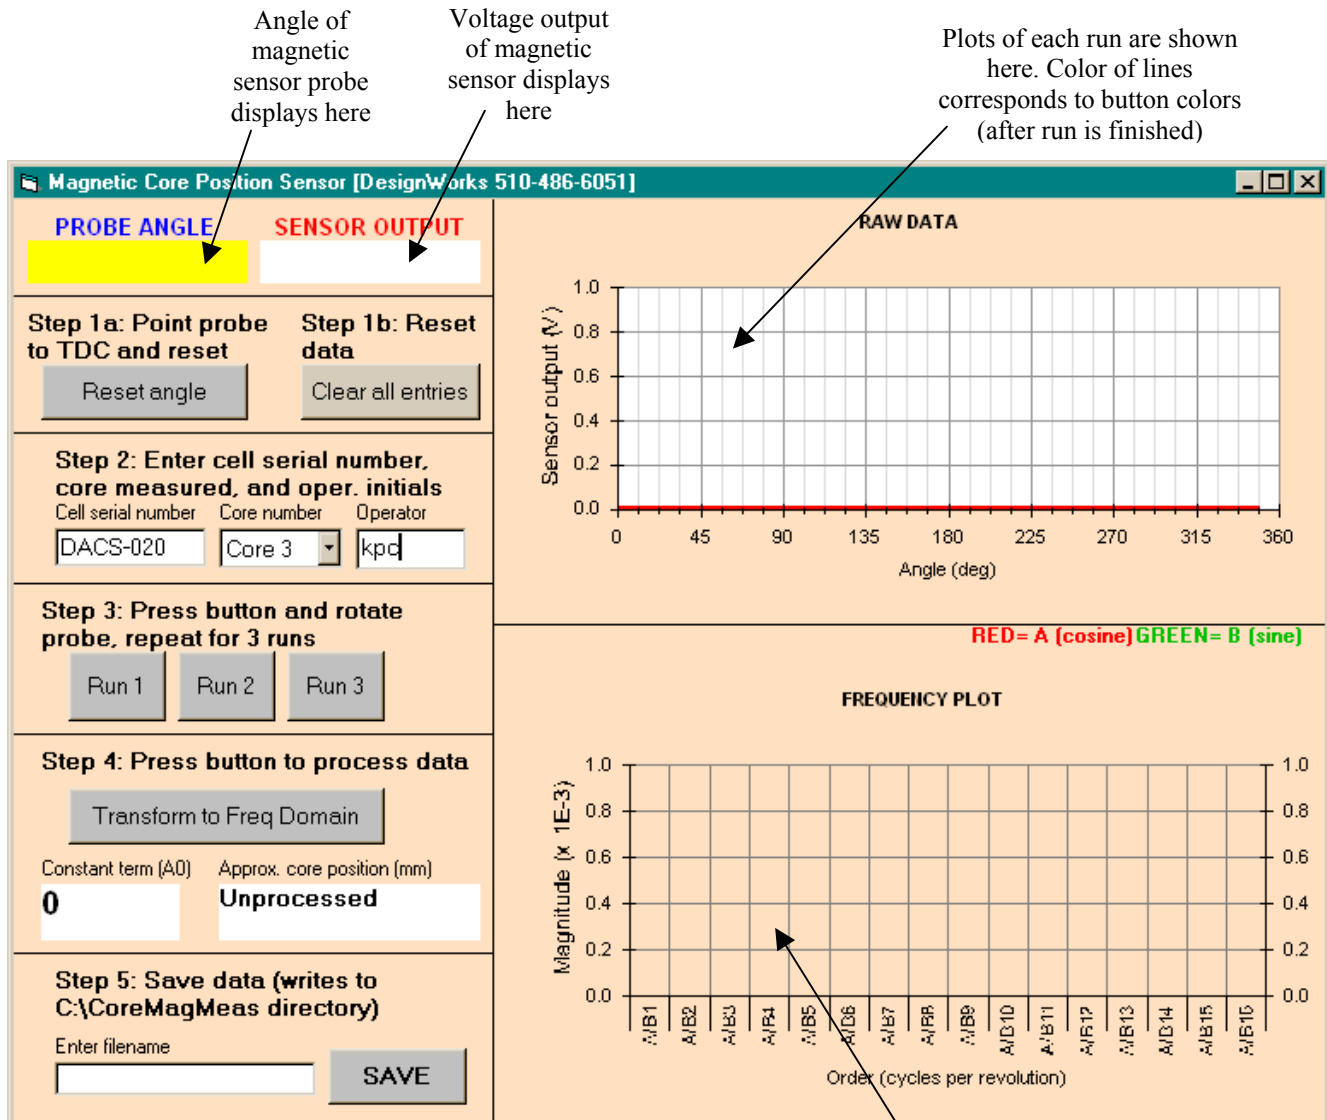 Angle of
magnetic
sensor probe
displays here
Voltage output
of magnetic
sensor displays
here
Plots of each run are shown
here. Color of lines
corresponds to button colors
(after run is finished)
Magnetic Core Position Sensor [DesignWorks 510-486-6051]
PROBE ANGLE
SENSOR OUTPUT
Step 1a: Point probe
to TDC and reset
Reset angle
Step 1b: Reset
data
Clear all entries
Step 2: Enter cell serial number,
core measured, and oper. initials
Cell serial number
Core number
Operator
DACS-020
Core 3
kpc
Step 3: Press button and rotate
probe, repeat for 3 runs
Run 1
Run 2
Run 3
Step 4: Press button to process data
Transform to Freq Domain
Constant term (A0)
Approx. core position (mm)
0
Unprocessed
Step 5: Save data (writes to
C:\CoreMagMeas directory)
Enter filename
SAVE
RAW DATA
Sensor output (V)
1.0
0.8
0.6
0.4
0.2
0.0
0 45 90 135 180 225 270 315 360
Angle (deg)
RED= A (cosine) GREEN= B (sine)
FREQUENCY PLOT
Magnitude (x 1E-3)
1.0 1.0
0.8 0.8
0.6 0.6
0.4 0.4
0.2 0.2
0.0 0.0
A/B1 A/B2 A/B3 A/B4 A/B5 A/B6 A/B7 A/B8 A/B9 A/B10 A/B11 A/B12 A/B13 A/B14 A/B15 A/B16
Order (cycles per revolution)